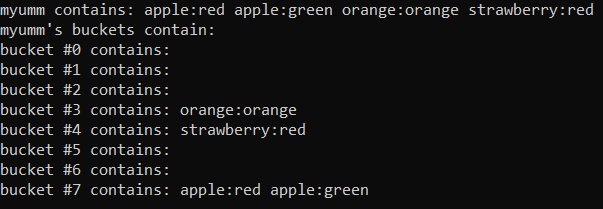 myumm contains: apple:red apple:green orange:orange strawberry:red
myumm's buckets contain:
bucket #0 contains:
bucket #1 contains:
bucket #2 contains:
bucket #3 contains: orange:orange
bucket #4 contains: strawberry:red
bucket #5 contains:
bucket #6 contains:
bucket #7 contains: apple:red apple:green